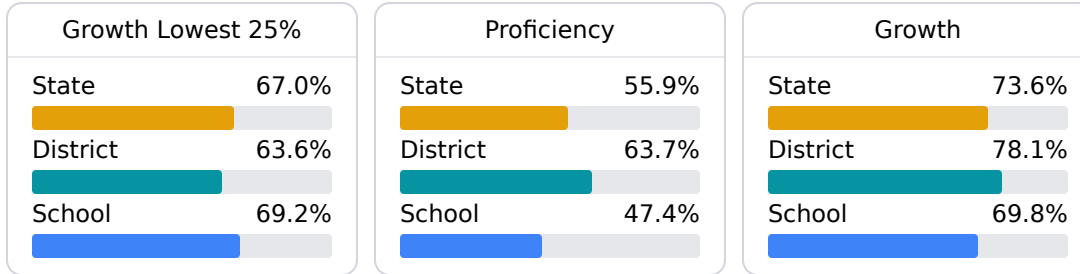 Growth Lowest 25%
State 67.0%
District 63.6%
School 69.2%
Proficiency
State 55.9%
District 63.7%
School 47.4%
Growth
State 73.6%
District 78.1%
School 69.8%